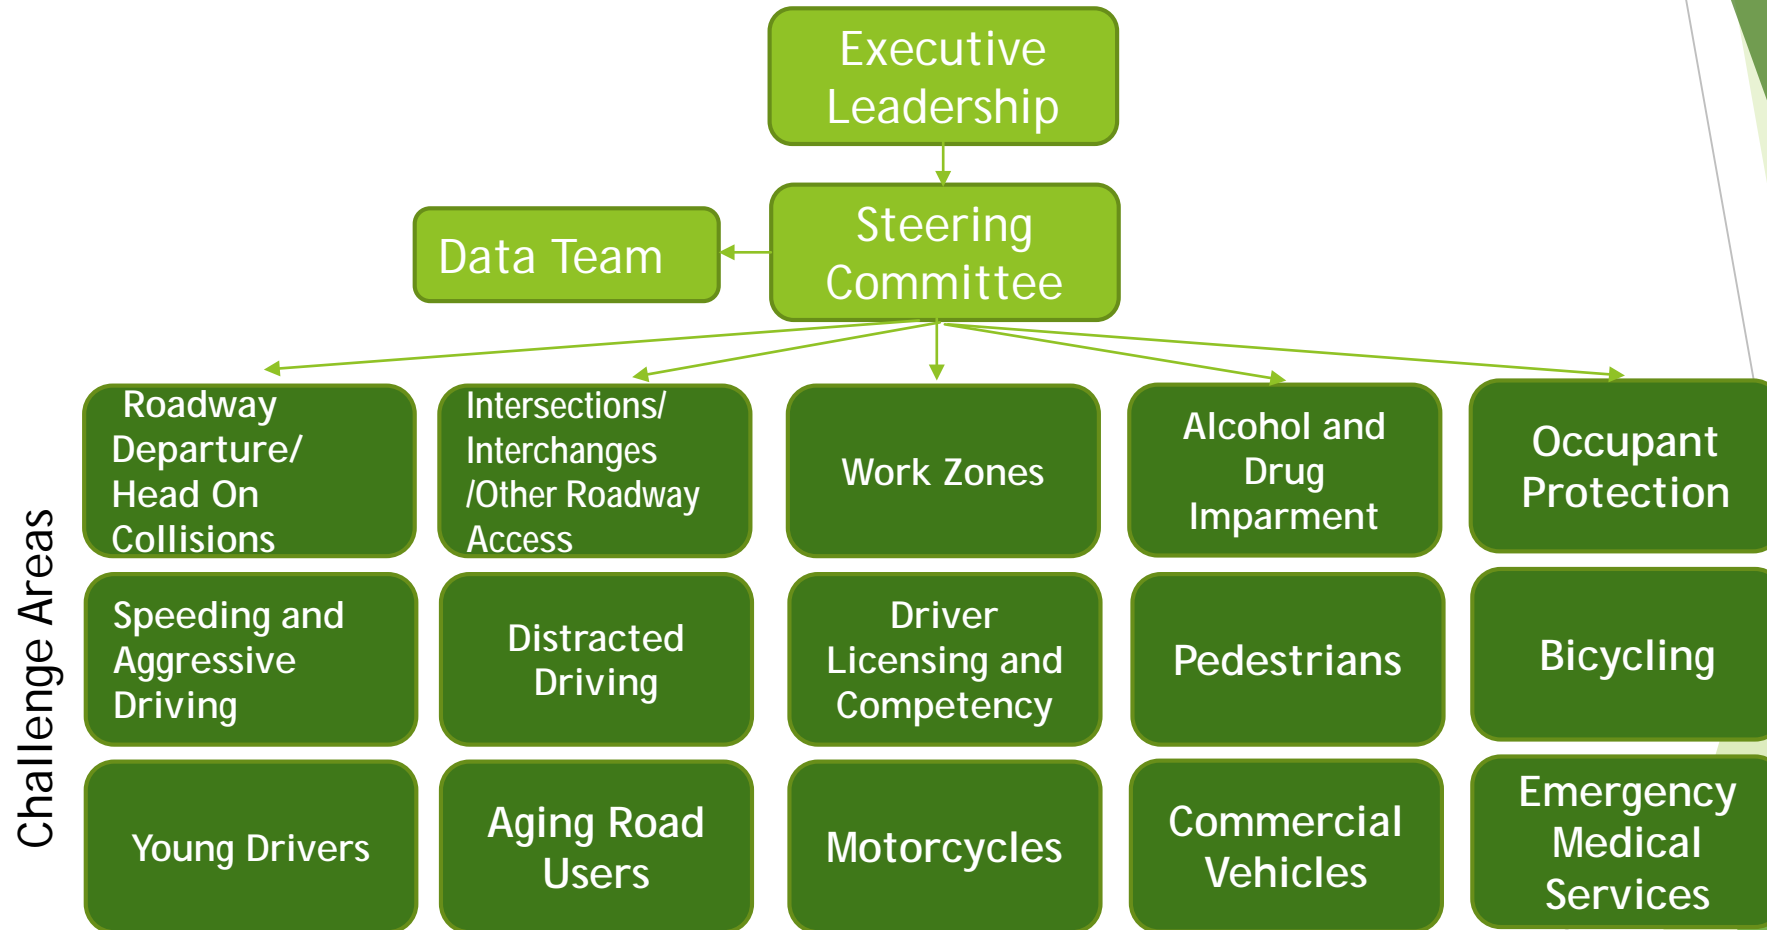 Executive
Leadership
Steering
Committee
Data Team
Challenge Areas
Roadway
Departure/
Head On
Collisions
Intersections/
Interchanges
/Other Roadway
Access
Work Zones
Alcohol and
Drug
Imparment
Occupant
Protection
Speeding and
Aggressive
Driving
Distracted
Driving
Driver
Licensing and
Competency
Pedestrians
Bicycling
Young Drivers
Aging Road
Users
Motorcycles
Commercial
Vehicles
Emergency
Medical
Services